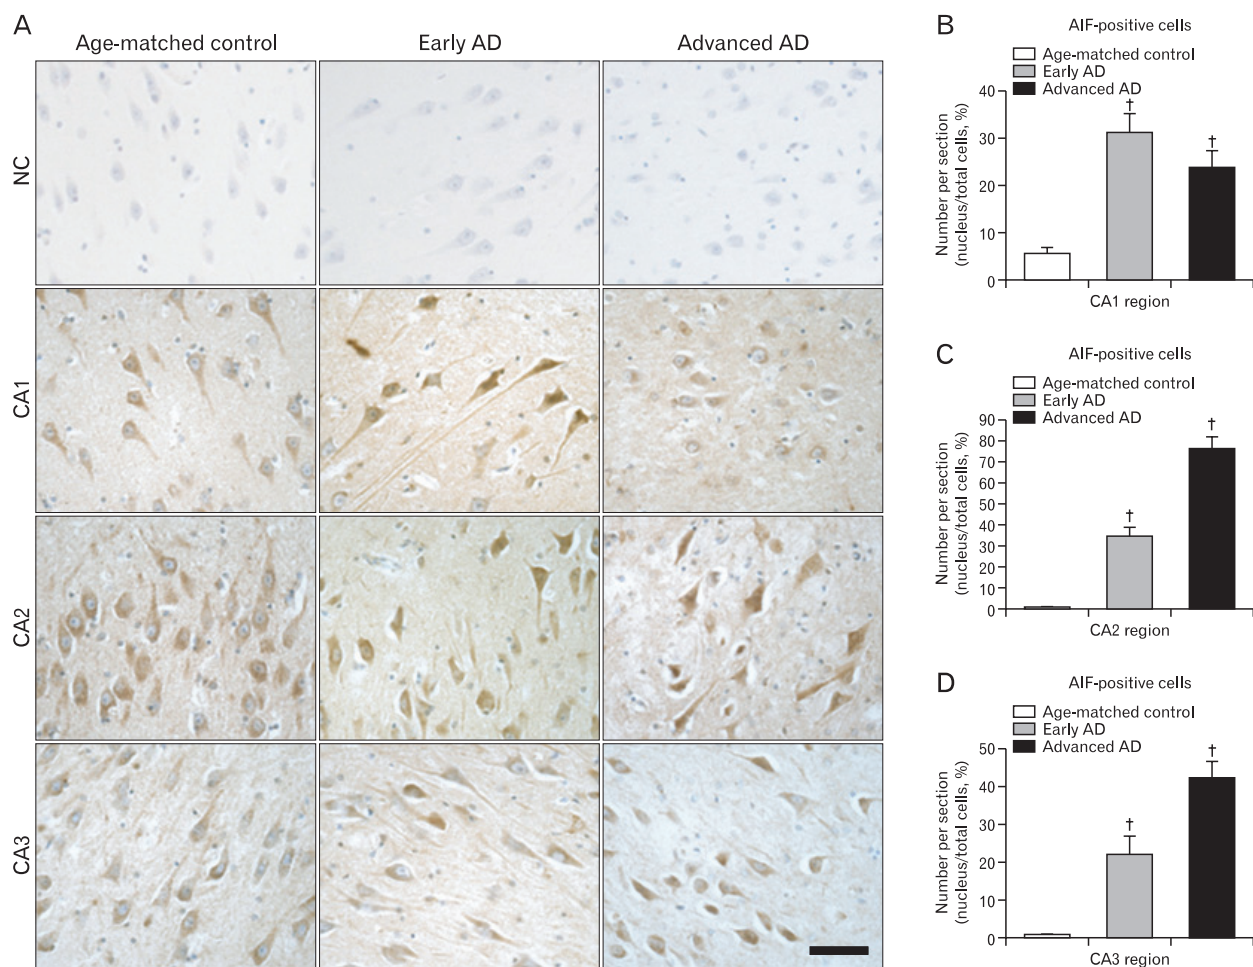 A
Age-matched control
Early AD
Advanced AD
NC
CA1
CA2
CA3
B
AIF-positive cells
Age-matched control
Early AD
Advanced AD
Number per section
(nucleus/total cells, %)
40
30
20
10
0
†
†
CA1 region
C
AIF-positive cells
Age-matched control
Early AD
Advanced AD
Number per section
(nucleus/total cells, %)
90
80
70
60
50
40
30
20
10
0
†
†
CA2 region
D
AIF-positive cells
Age-matched control
Early AD
Advanced AD
Number per section
(nucleus/total cells, %)
50
40
30
20
10
0
†
†
CA3 region